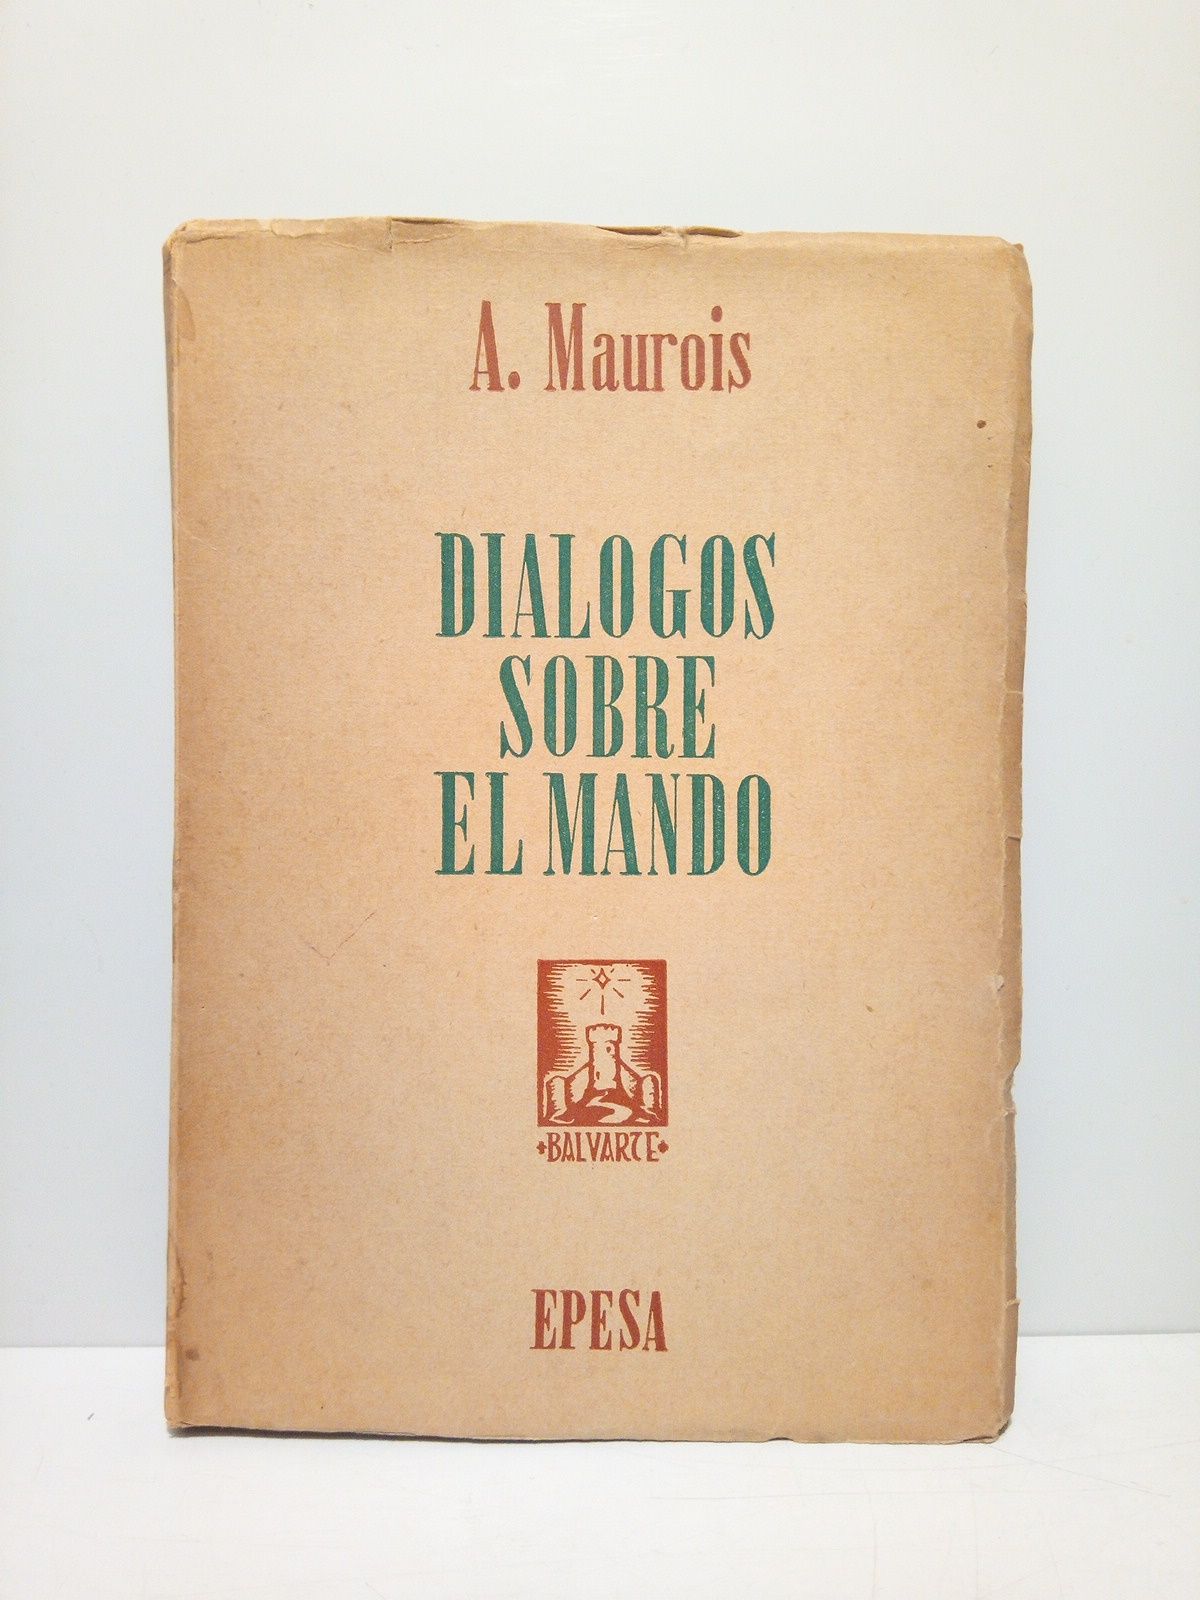 A. Maurois
DIALOGOS
SOBRE
EL MANDO
BALVARTE
EPESA